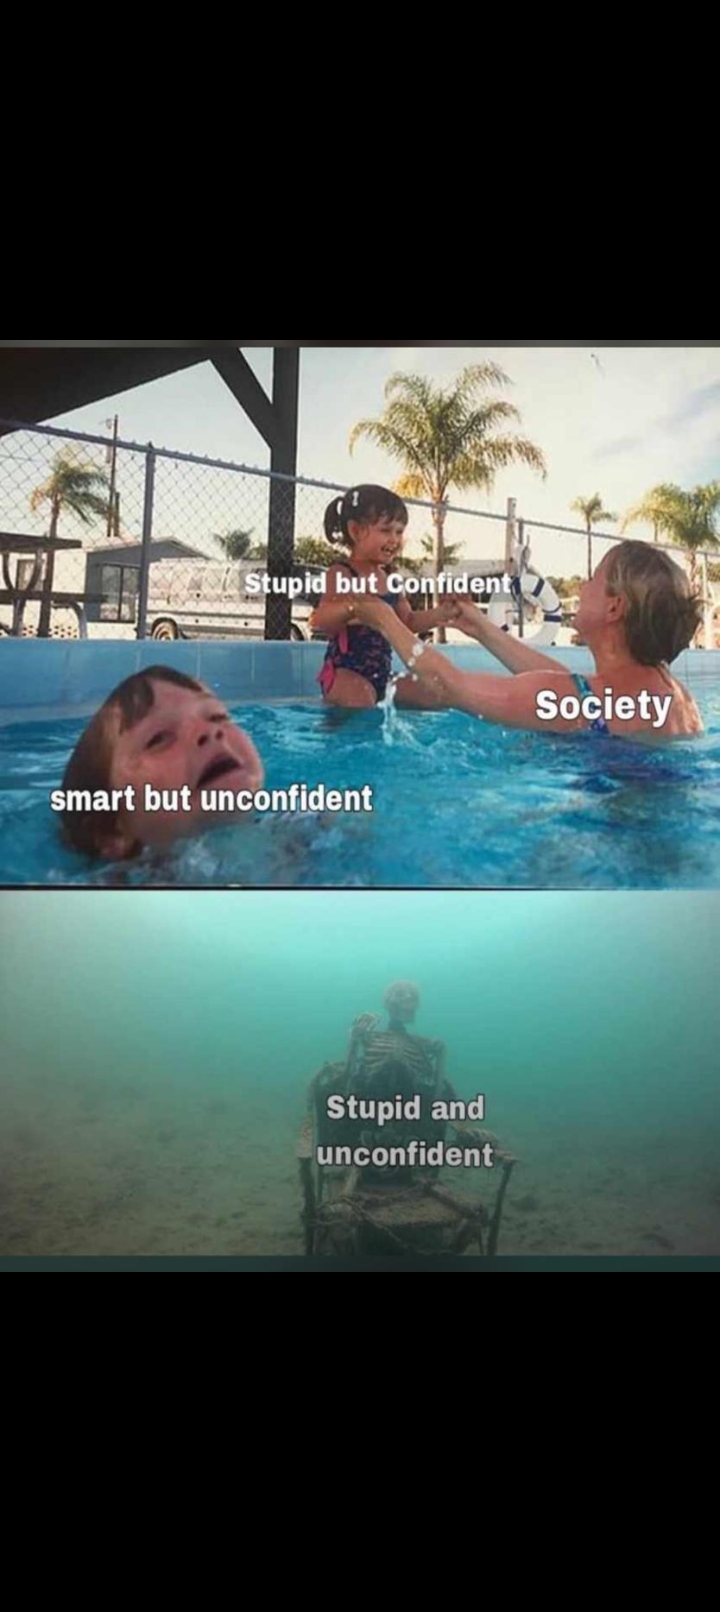 Stupid but Confident
Society
smart but unconfident
Stupid and
unconfident